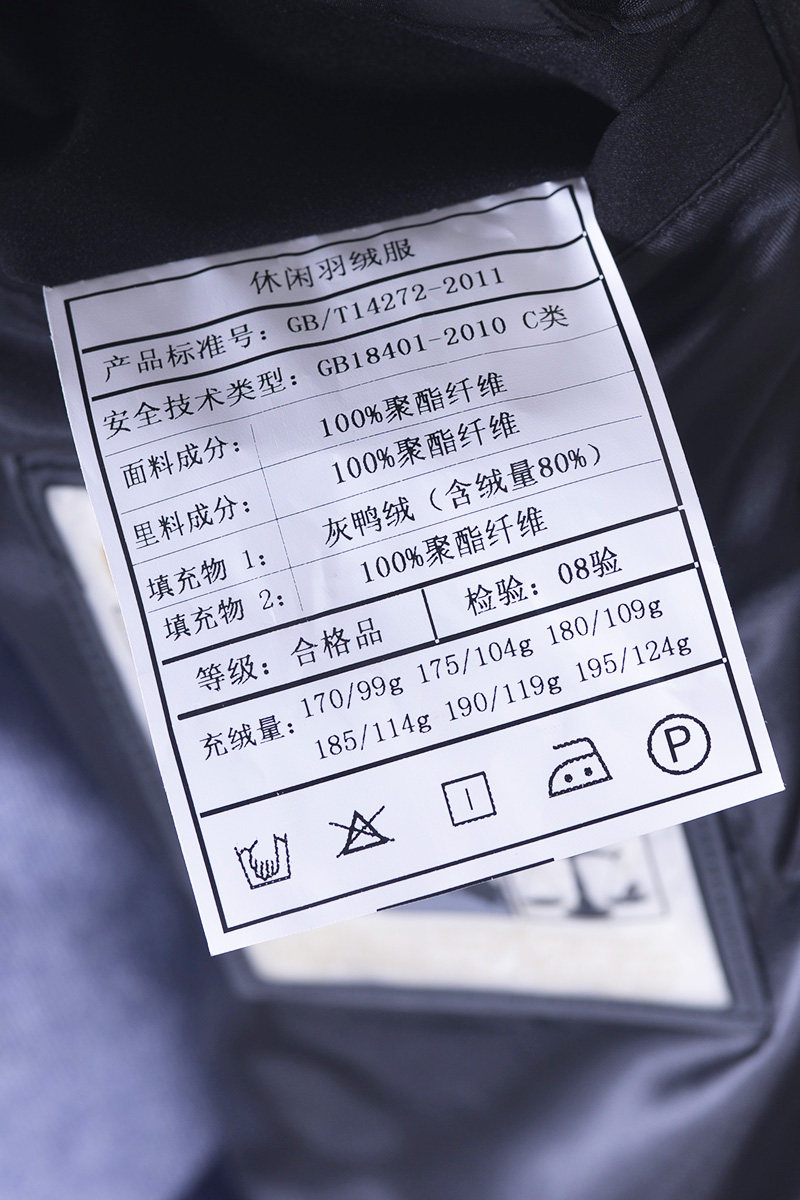 休闲羽绒服
产品标准号：GB/T14272-2011
安全技术类型：GB18401-2010 C类
面料成分：100%聚酯纤维
里料成分：100%聚酯纤维
填充物 1：灰鸭绒（含绒量80%）
填充物 2：100%聚酯纤维
等级：合格品 检验：08验
充绒量：170/99g 175/104g 180/109g
185/114g 190/119g 195/124g
P